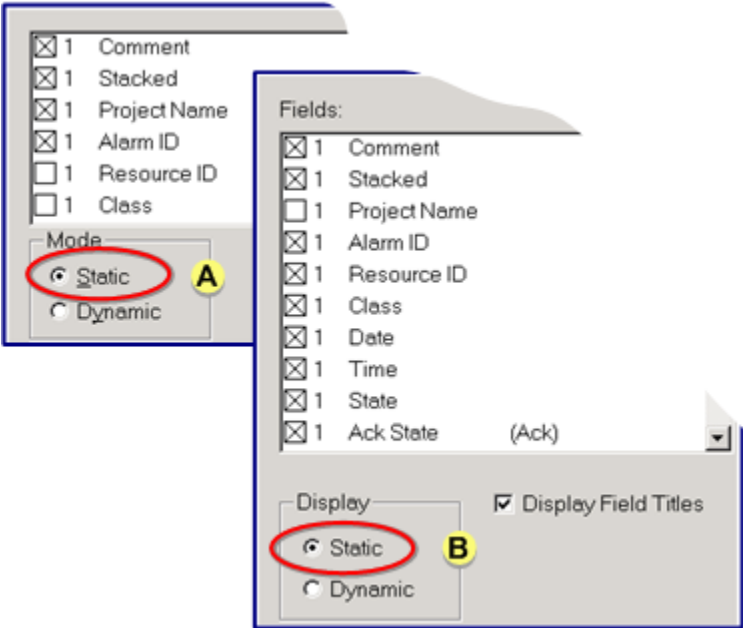 1 Comment
1 Stacked
1 Project Name
1 Alarm ID
1 Resource ID
1 Class
Mode
Static
A
Dynamic
Fields:
1 Comment
1 Stacked
1 Project Name
1 Alarm ID
1 Resource ID
1 Class
1 Date
1 Time
1 State
1 Ack State (Ack)
Display
Display Field Titles
Static
B
Dynamic